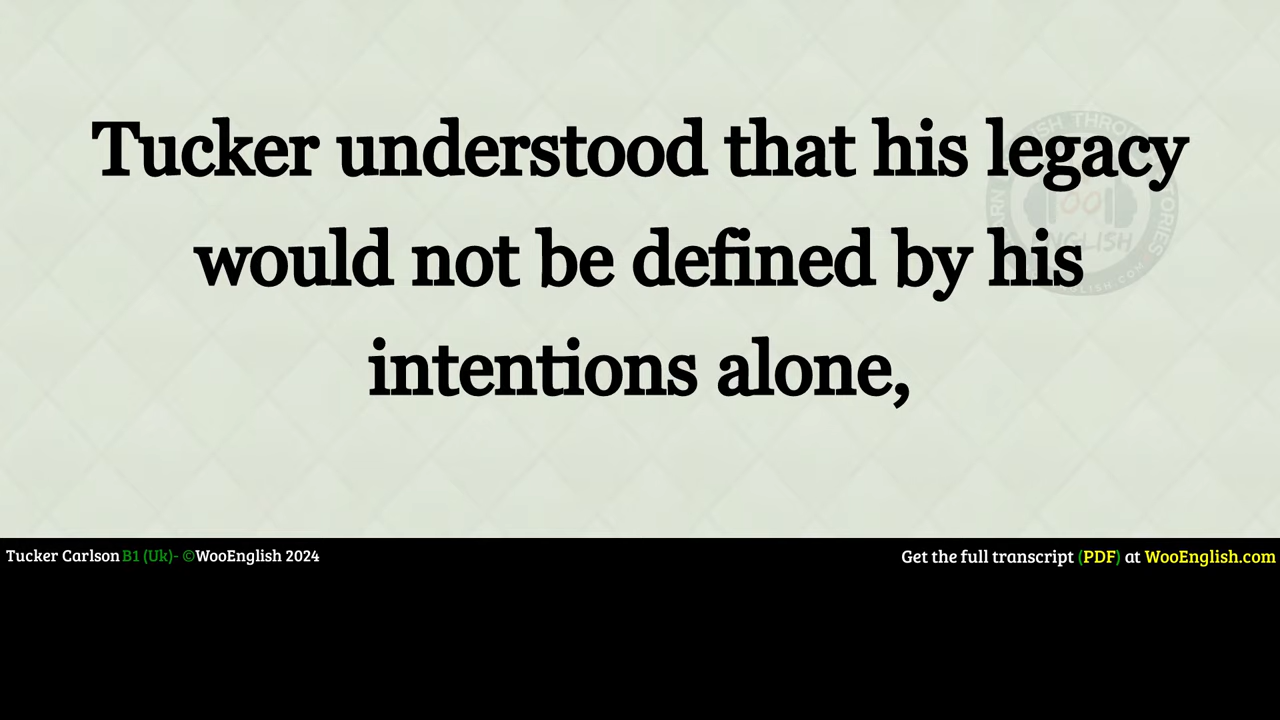 Tucker understood that his legacy
would not be defined by his
intentions alone,
Tucker Carlson B1 (Uk)- ©WooEnglish 2024
Get the full transcript (PDF) at WooEnglish.com